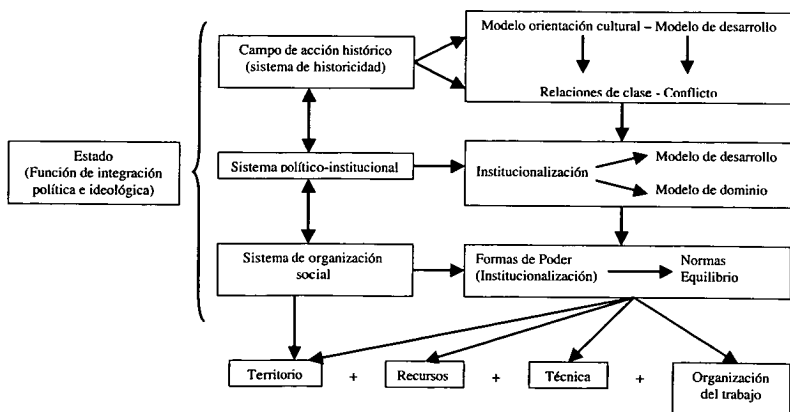 Campo de acción histórico
(sistema de historicidad)
Modelo orientación cultural – Modelo de desarrollo
Relaciones de clase - Conflicto
Estado
(Función de integración
política e ideológica)
Sistema político-institucional
Institucionalización
Modelo de desarrollo
Modelo de dominio
Sistema de organización
social
Formas de Poder
(Institucionalización)
Normas
Equilibrio
Territorio + Recursos + Técnica + Organización
del trabajo